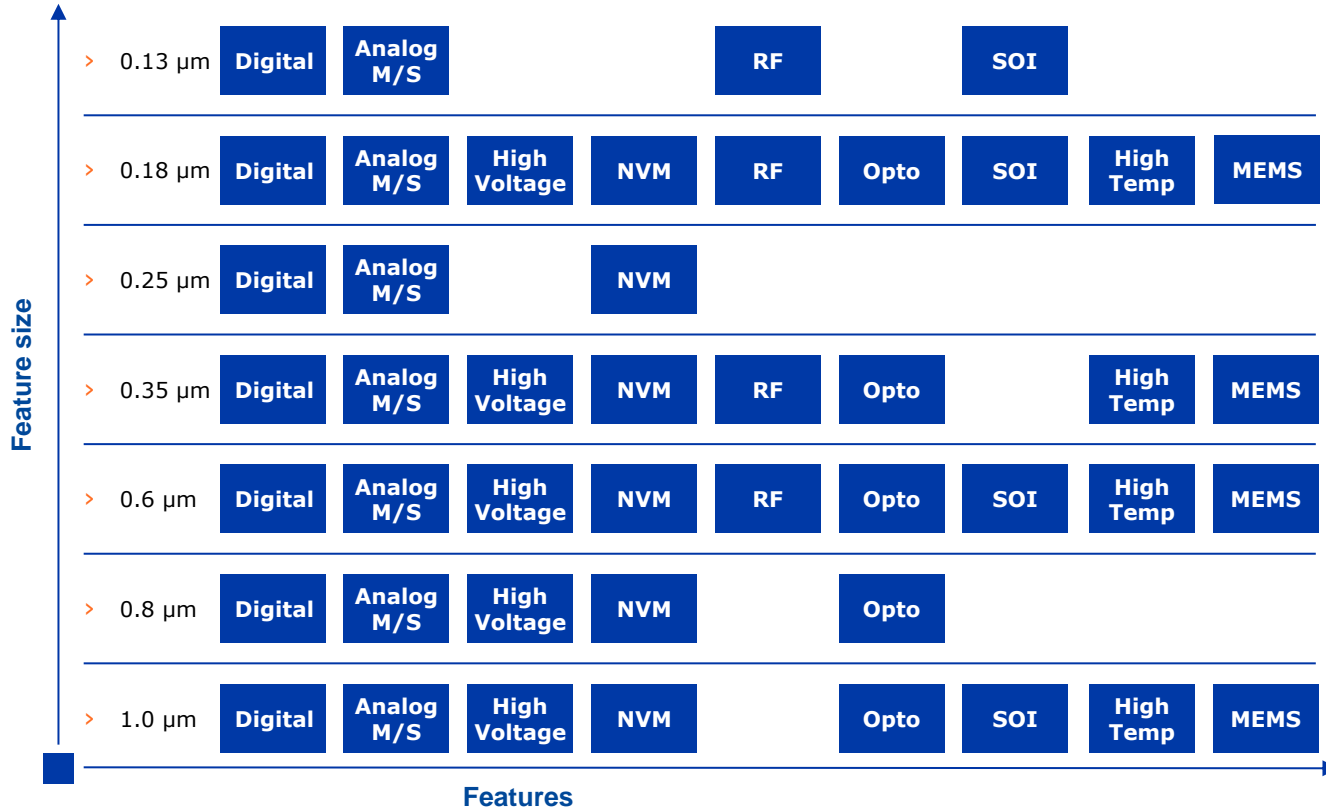 Feature size
> 0.13 µm Digital Analog M/S RF SOI
> 0.18 µm Digital Analog M/S High Voltage NVM RF Opto SOI High Temp MEMS
> 0.25 µm Digital Analog M/S NVM
> 0.35 µm Digital Analog M/S High Voltage NVM RF Opto High Temp MEMS
> 0.6 µm Digital Analog M/S High Voltage NVM RF Opto SOI High Temp MEMS
> 0.8 µm Digital Analog M/S High Voltage NVM Opto
> 1.0 µm Digital Analog M/S High Voltage NVM Opto SOI High Temp MEMS
Features